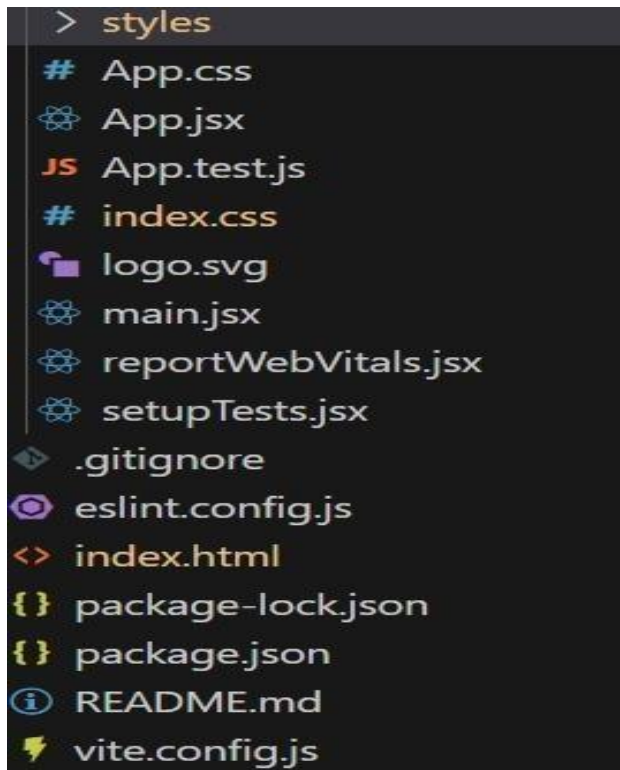 styles
# App.css
App.jsx
JS App.test.js
# index.css
logo.svg
main.jsx
reportWebVitals.jsx
setupTests.jsx
.gitignore
eslint.config.js
<> index.html
{} package-lock.json
{} package.json
README.md
vite.config.js